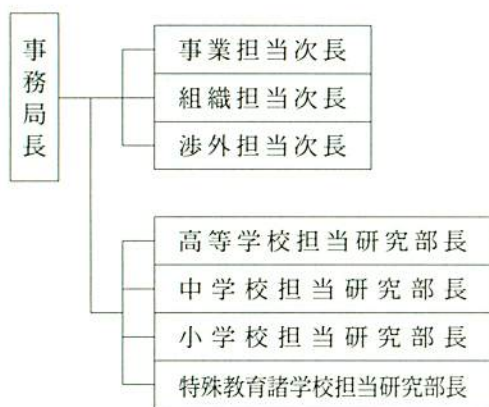 事務局長
事業担当次長
組織担当次長
渉外担当次長
高等学校担当研究部長
中学校担当研究部長
小学校担当研究部長
特殊教育諸学校担当研究部長